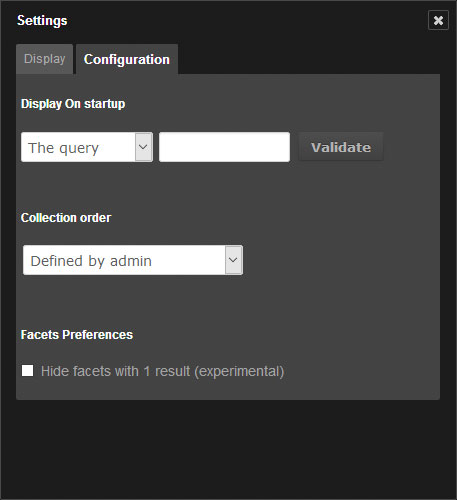 Settings
Display Configuration
Display On startup
The query Validate
Collection order
Defined by admin
Facets Preferences
Hide facets with 1 result (experimental)